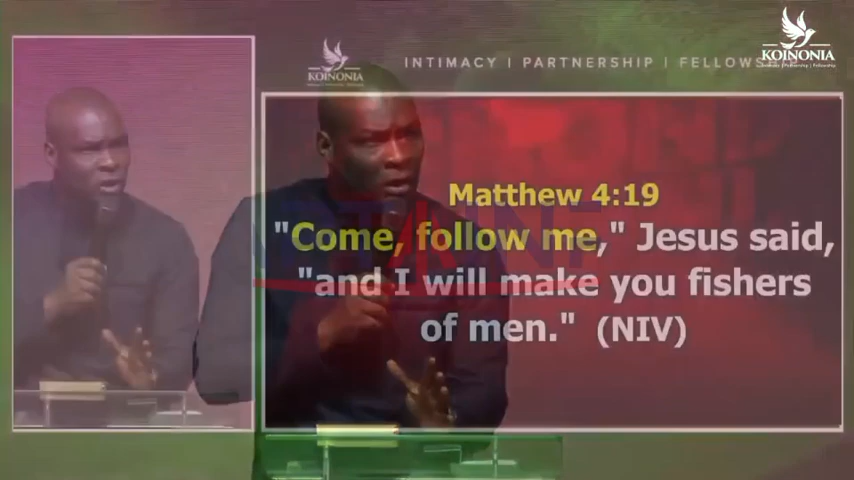 KOINONIA
INTIMACY | PARTNERSHIP | FELLOWSHIP
KOINONIA
Matthew 4:19
"Come, follow me," Jesus said,
"and I will make you fishers
of men." (NIV)